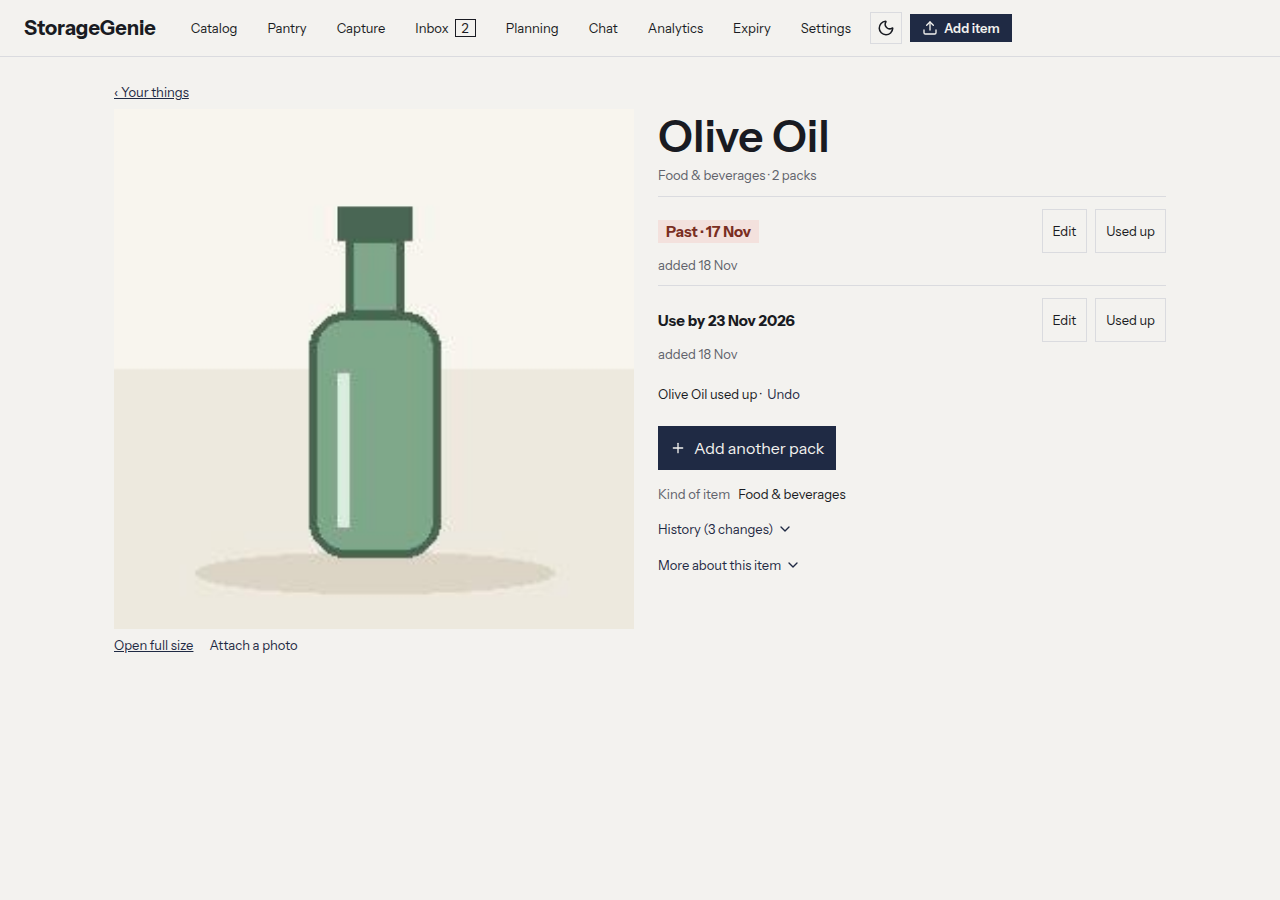 StorageGenie Catalog Pantry Capture Inbox 2 Planning Chat Analytics Expiry Settings Add item
‹ Your things
Olive Oil
Food & beverages · 2 packs
Past · 17 Nov Edit Used up
added 18 Nov
Use by 23 Nov 2026 Edit Used up
added 18 Nov
Olive Oil used up · Undo
+ Add another pack
Kind of item Food & beverages
History (3 changes)
More about this item
Open full size Attach a photo